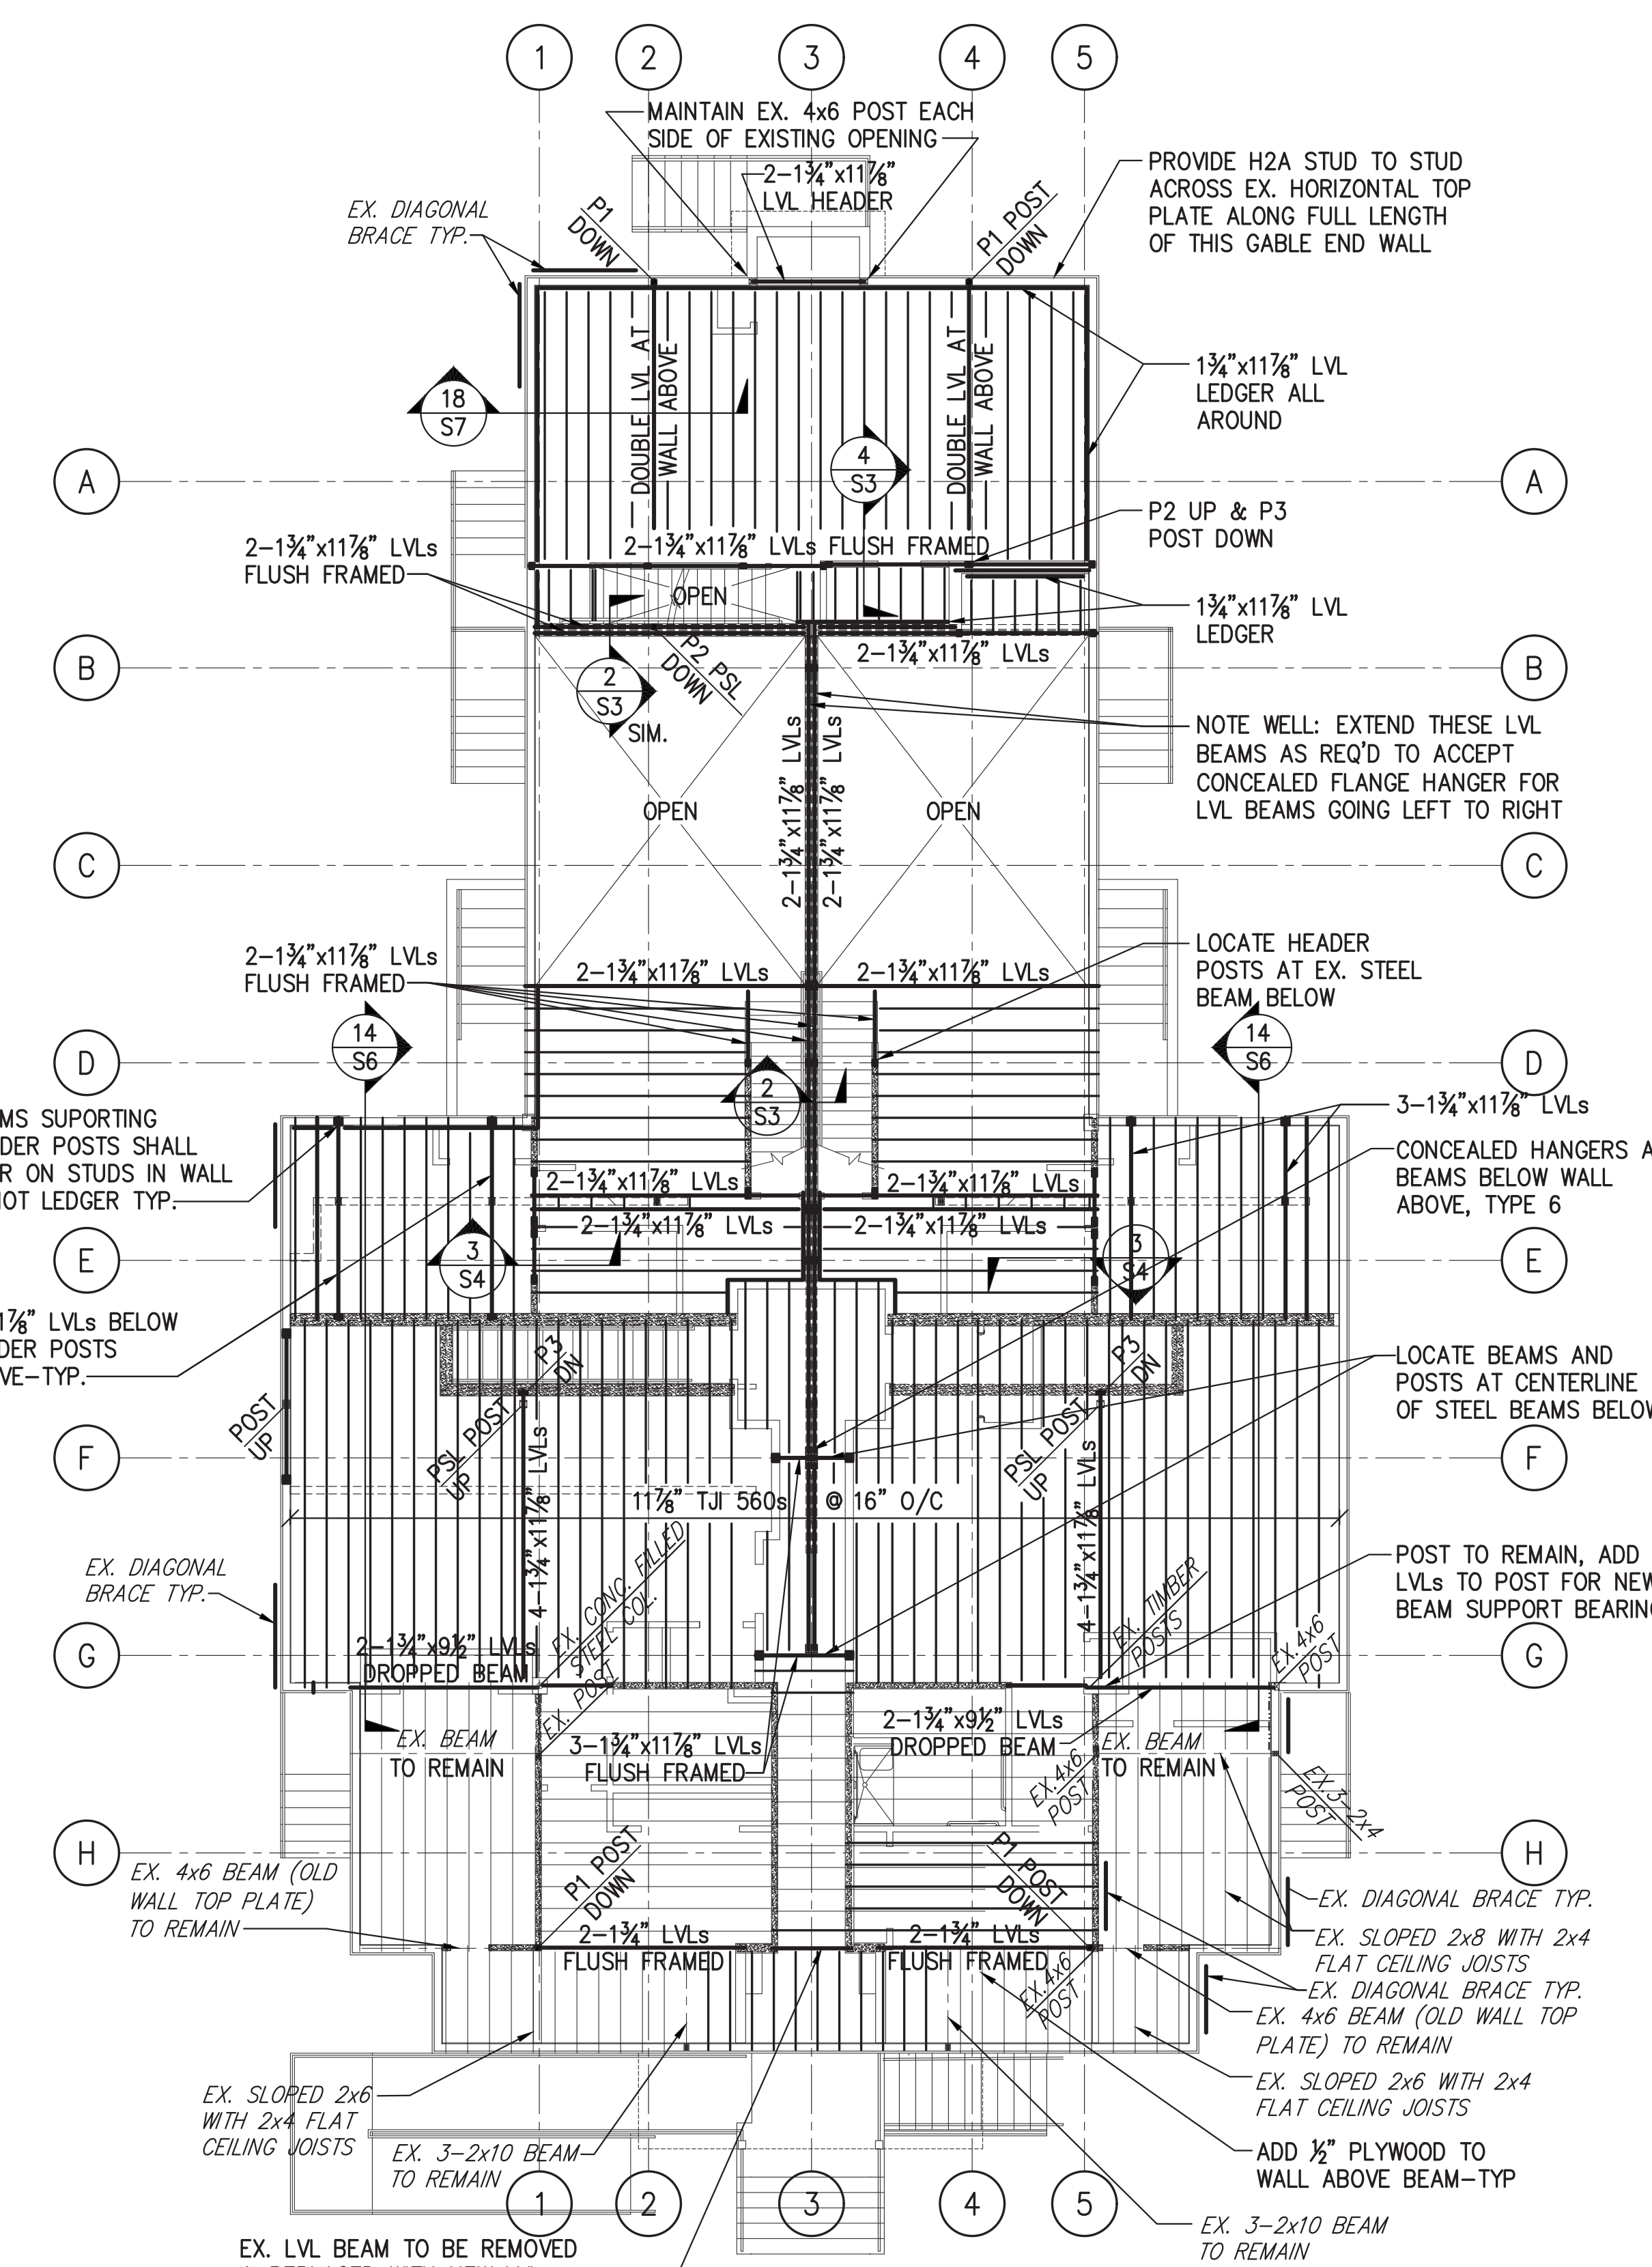 1
2
3
4
5
MAINTAIN EX. 4x6 POST EACH
SIDE OF EXISTING OPENING
2-1¾"x11⅞"
LVL HEADER
PROVIDE H2A STUD TO STUD
ACROSS EX. HORIZONTAL TOP
PLATE ALONG FULL LENGTH
OF THIS GABLE END WALL
EX. DIAGONAL
BRACE TYP.
P1
DOWN
P1 POST
DOWN
DOUBLE LVL AT
WALL ABOVE
DOUBLE LVL AT
WALL ABOVE
1¾"x11⅞" LVL
LEDGER ALL
AROUND
18
S7
4
S3
A
A
P2 UP & P3
POST DOWN
2-1¾"x11⅞" LVLs
FLUSH FRAMED
2-1¾"x11⅞" LVLs FLUSH FRAMED
OPEN
1¾"x11⅞" LVL
LEDGER
2-1¾"x11⅞" LVLs
B
B
P2 PSL
DOWN
2
S3
SIM.
NOTE WELL: EXTEND THESE LVL
BEAMS AS REQ'D TO ACCEPT
CONCEALED FLANGE HANGER FOR
LVL BEAMS GOING LEFT TO RIGHT
2-1¾"x11⅞" LVLs
2-1¾"x11⅞" LVLs
OPEN
OPEN
C
C
2-1¾"x11⅞" LVLs
FLUSH FRAMED
2-1¾"x11⅞" LVLs
2-1¾"x11⅞" LVLs
LOCATE HEADER
POSTS AT EX. STEEL
BEAM BELOW
14
S6
14
S6
D
D
2
S3
MS SUPORTING
DER POSTS SHALL
R ON STUDS IN WALL
NOT LEDGER TYP.
3-1¾"x11⅞" LVLs
CONCEALED HANGERS A
BEAMS BELOW WALL
ABOVE, TYPE 6
2-1¾"x11⅞" LVLs
2-1¾"x11⅞" LVLs
2-1¾"x11⅞" LVLs
2-1¾"x11⅞" LVLs
3
S4
3
S4
E
E
1⅞" LVLs BELOW
DER POSTS
VE-TYP.
P3
DN
P3
DN
LOCATE BEAMS AND
POSTS AT CENTERLINE
OF STEEL BEAMS BELOW
POST
UP
PSL POST
UP
PSL POST
UP
F
F
4-1¾"x11⅞" LVLs
4-1¾"x11⅞" LVLs
11⅞" TJI 560s @ 16" O/C
EX. DIAGONAL
BRACE TYP.
EX. CONC. FILLED
STEEL COL.
EX. POST
EX. TIMBER
POSTS
EX. 4x6
POST
POST TO REMAIN, ADD
LVLs TO POST FOR NEW
BEAM SUPPORT BEARING
G
G
2-1¾"x9½" LVLs
DROPPED BEAM
EX. BEAM
TO REMAIN
3-1¾"x11⅞" LVLs
FLUSH FRAMED
2-1¾"x9½" LVLs
DROPPED BEAM
EX. BEAM
TO REMAIN
EX. 4x6
POST
EX. 3-2x4
POST
H
H
EX. 4x6 BEAM (OLD
WALL TOP PLATE)
TO REMAIN
P1 POST
DOWN
P1 POST
DOWN
2-1¾" LVLs
FLUSH FRAMED
2-1¾" LVLs
FLUSH FRAMED
EX. 4x6
POST
EX. DIAGONAL BRACE TYP.
EX. SLOPED 2x8 WITH 2x4
FLAT CEILING JOISTS
EX. DIAGONAL BRACE TYP.
EX. 4x6 BEAM (OLD WALL TOP
PLATE) TO REMAIN
EX. SLOPED 2x6 WITH 2x4
FLAT CEILING JOISTS
EX. SLOPED 2x6
WITH 2x4 FLAT
CEILING JOISTS
EX. 3-2x10 BEAM
TO REMAIN
ADD ½" PLYWOOD TO
WALL ABOVE BEAM-TYP
1
2
3
4
5
EX. 3-2x10 BEAM
TO REMAIN
EX. LVL BEAM TO BE REMOVED